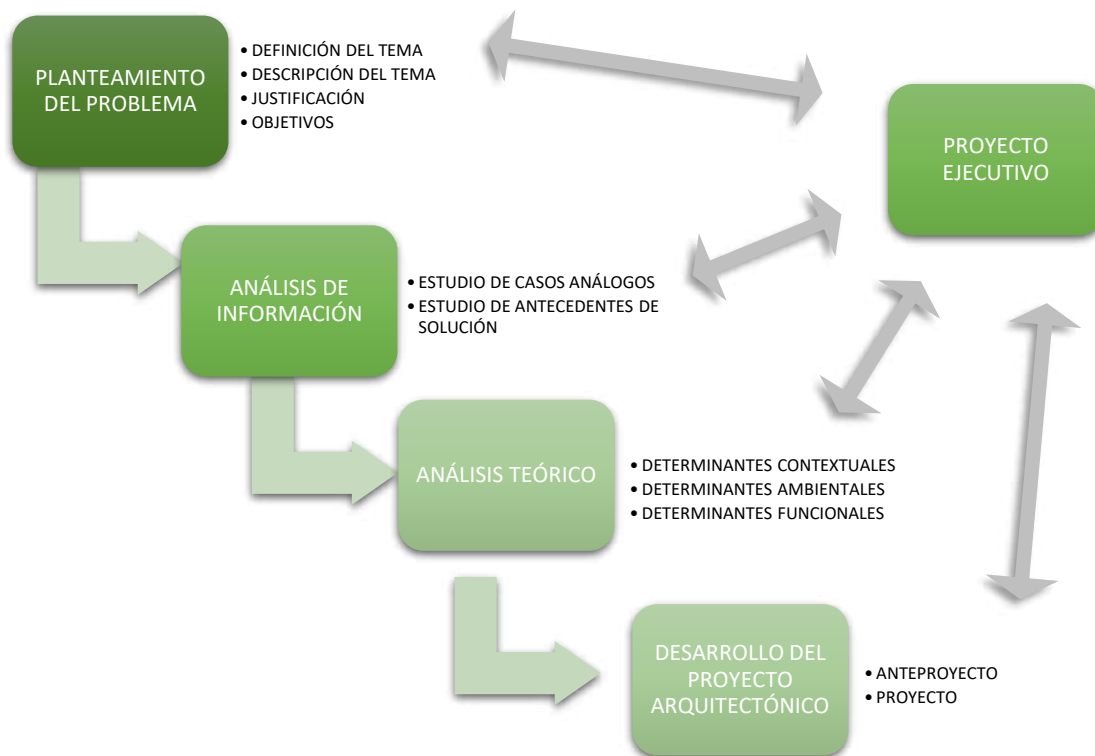 PLANTEAMIENTO
DEL PROBLEMA
• DEFINICIÓN DEL TEMA
• DESCRIPCIÓN DEL TEMA
• JUSTIFICACIÓN
• OBJETIVOS
PROYECTO
EJECUTIVO
ANÁLISIS DE
INFORMACIÓN
• ESTUDIO DE CASOS ANÁLOGOS
• ESTUDIO DE ANTECEDENTES DE
SOLUCIÓN
ANÁLISIS TEÓRICO
• DETERMINANTES CONTEXTUALES
• DETERMINANTES AMBIENTALES
• DETERMINANTES FUNCIONALES
DESARROLLO DEL
PROYECTO
ARQUITECTÓNICO
• ANTEPROYECTO
• PROYECTO